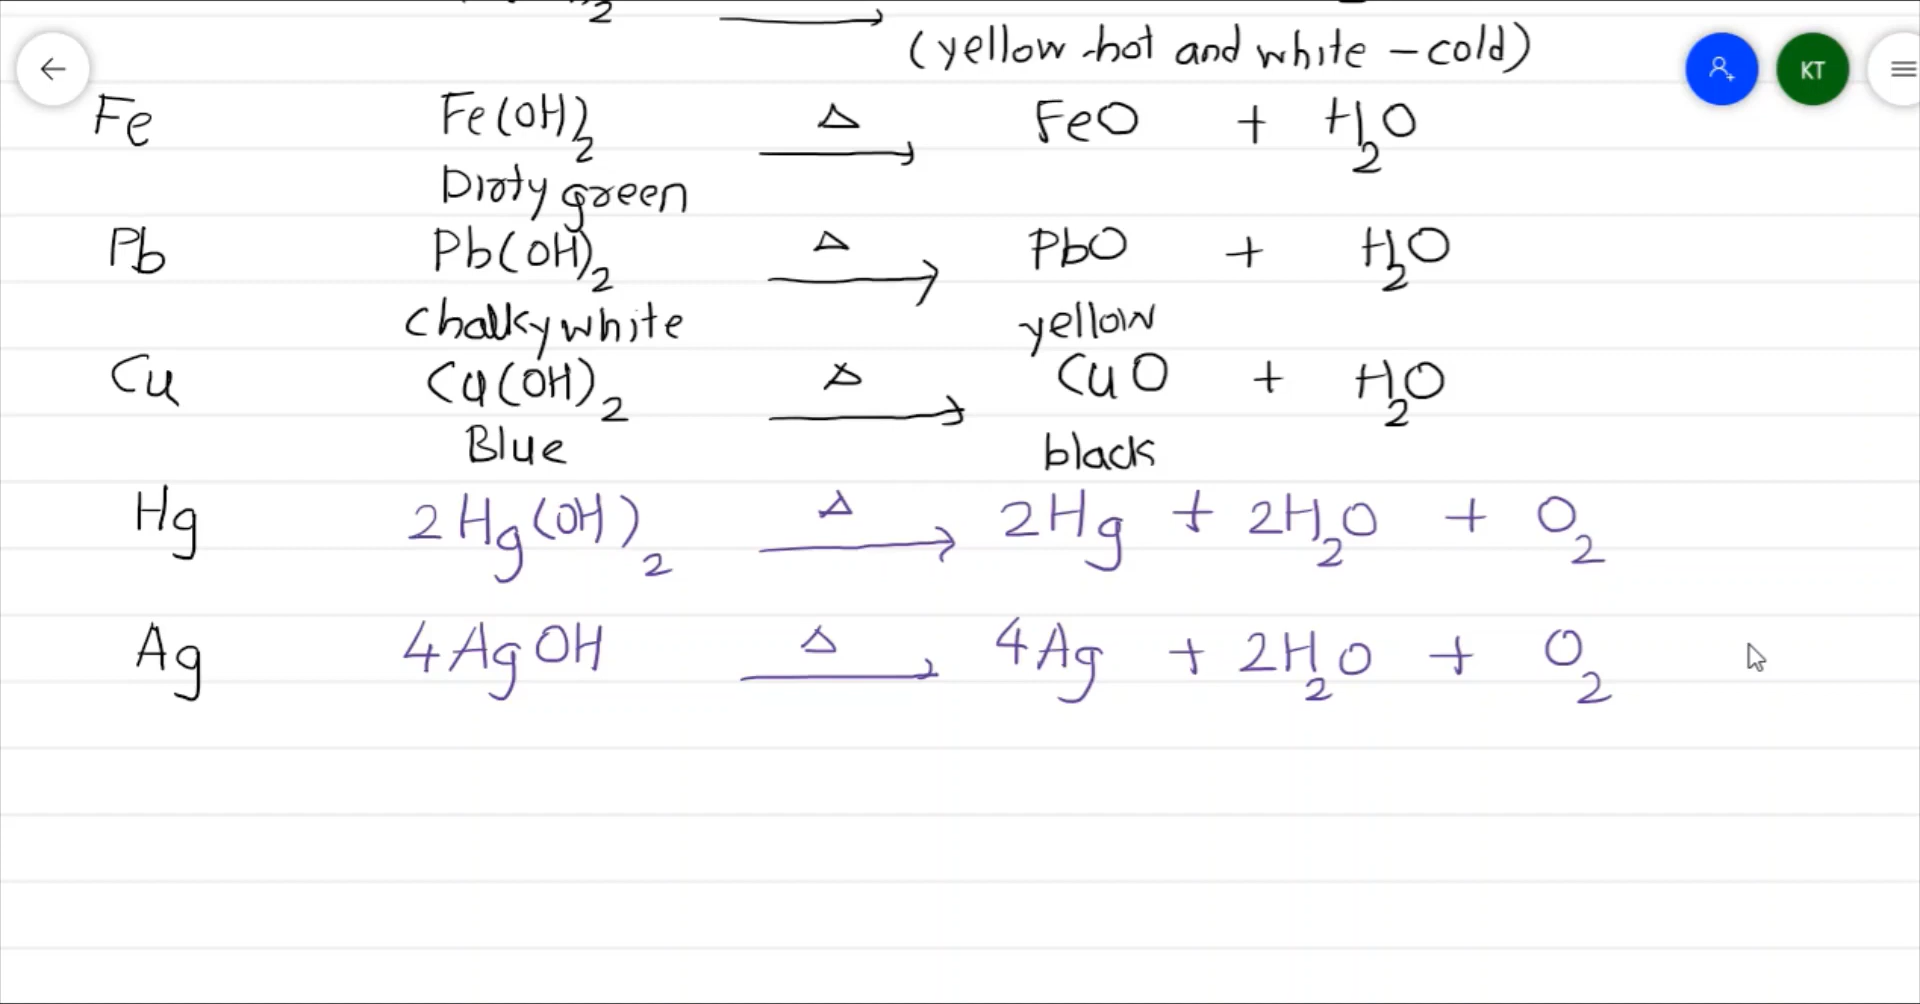 2
(yellow-hot and white - cold)
KT
Fe Fe(OH)2 Δ → FeO + H2O
Dirty green
Pb Pb(OH)2 Δ → PbO + H2O
Chalky white yellow
Cu Cu(OH)2 Δ → CuO + H2O
Blue black
Hg 2Hg(OH)2 Δ → 2Hg + 2H2O + O2
Ag 4AgOH Δ → 4Ag + 2H2O + O2